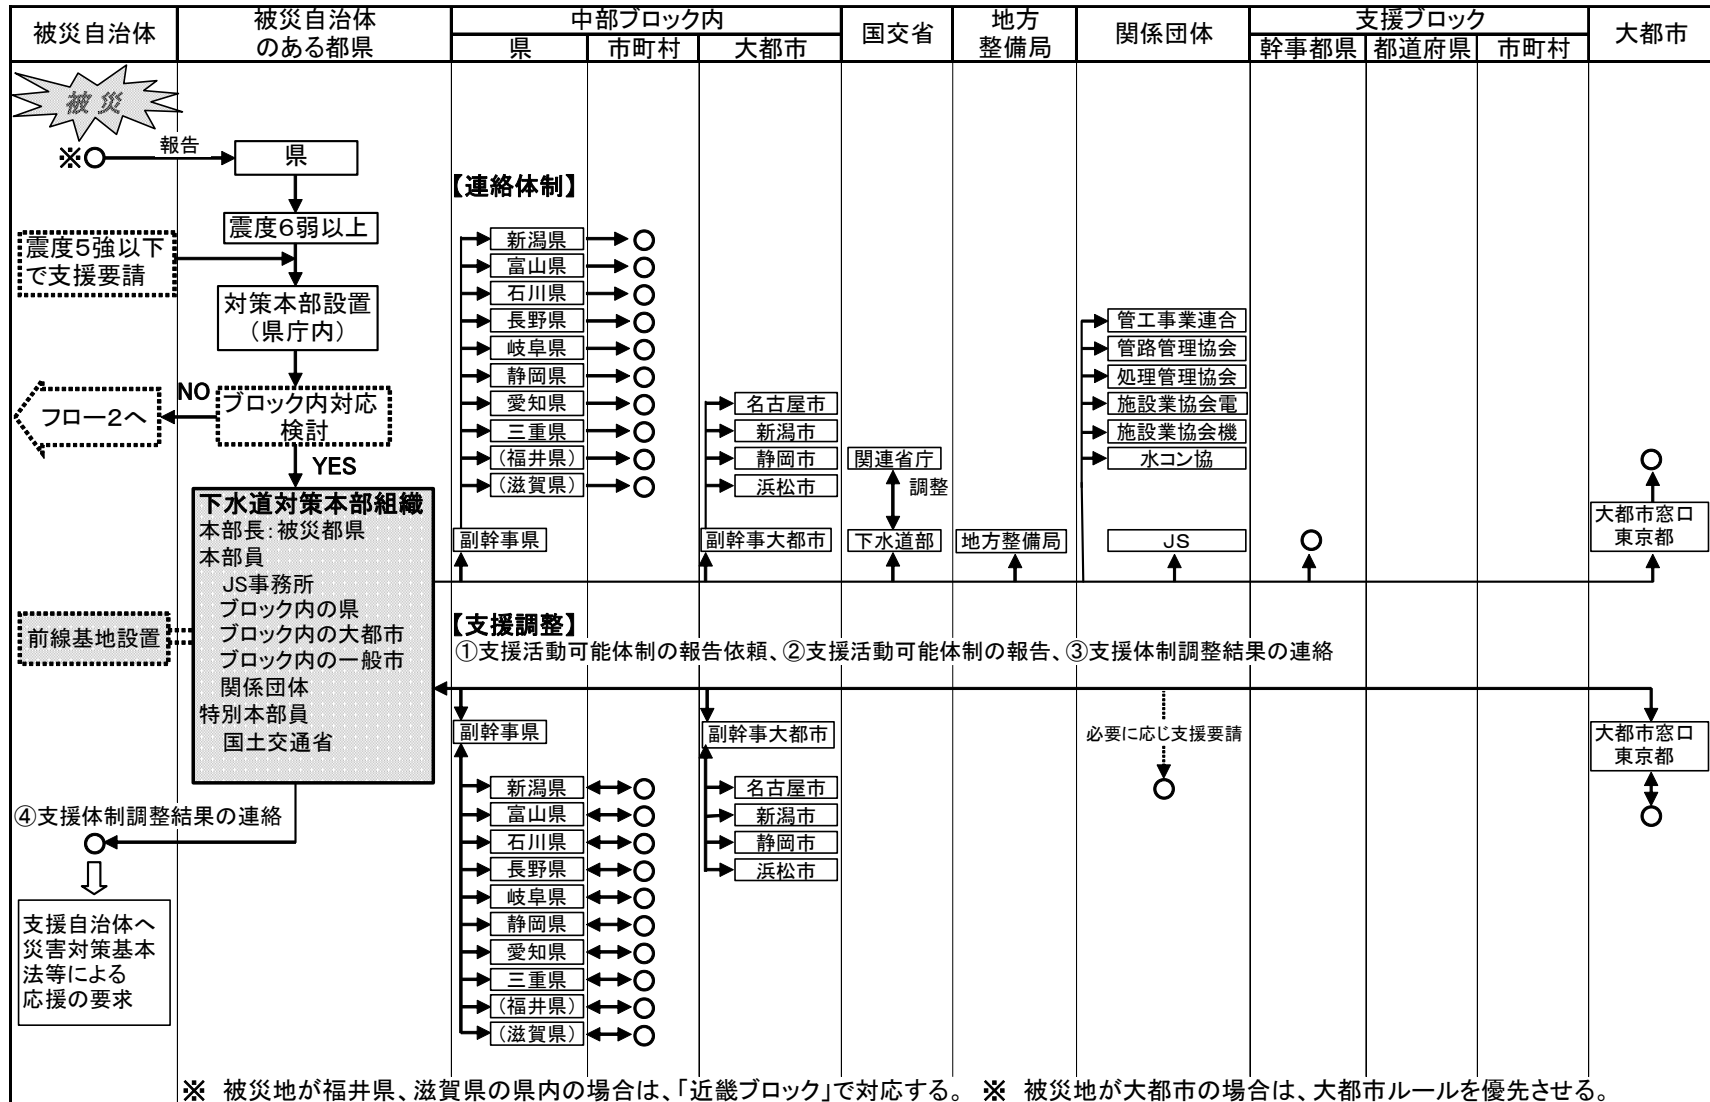 被災自治体
被災自治体
のある都県
中部ブロック内
県
市町村
大都市
国交省
地方
整備局
関係団体
支援ブロック
幹事都県
都道府県
市町村
大都市
被災
※
報告
県
震度6弱以上
震度5強以下
で支援要請
対策本部設置
(県庁内)
ブロック内対応
検討
NO
フロー2へ
YES
下水道対策本部組織
本部長:被災都県
本部員
JS事務所
ブロック内の県
ブロック内の大都市
ブロック内の一般市
関係団体
特別本部員
国土交通省
前線基地設置
④支援体制調整結果の連絡
支援自治体へ
災害対策基本
法等による
応援の要求
【連絡体制】
新潟県
富山県
石川県
長野県
岐阜県
静岡県
愛知県
三重県
(福井県)
(滋賀県)
副幹事県
名古屋市
新潟市
静岡市
浜松市
副幹事大都市
関連省庁
調整
下水道部
地方整備局
管工事業連合
管路管理協会
処理管理協会
施設業協会電
施設業協会機
水コン協
JS
大都市窓口
東京都
【支援調整】
①支援活動可能体制の報告依頼、②支援活動可能体制の報告、③支援体制調整結果の連絡
副幹事県
新潟県
富山県
石川県
長野県
岐阜県
静岡県
愛知県
三重県
(福井県)
(滋賀県)
副幹事大都市
名古屋市
新潟市
静岡市
浜松市
必要に応じ支援要請
大都市窓口
東京都
※ 被災地が福井県、滋賀県の県内の場合は、「近畿ブロック」で対応する。 ※ 被災地が大都市の場合は、大都市ルールを優先させる。